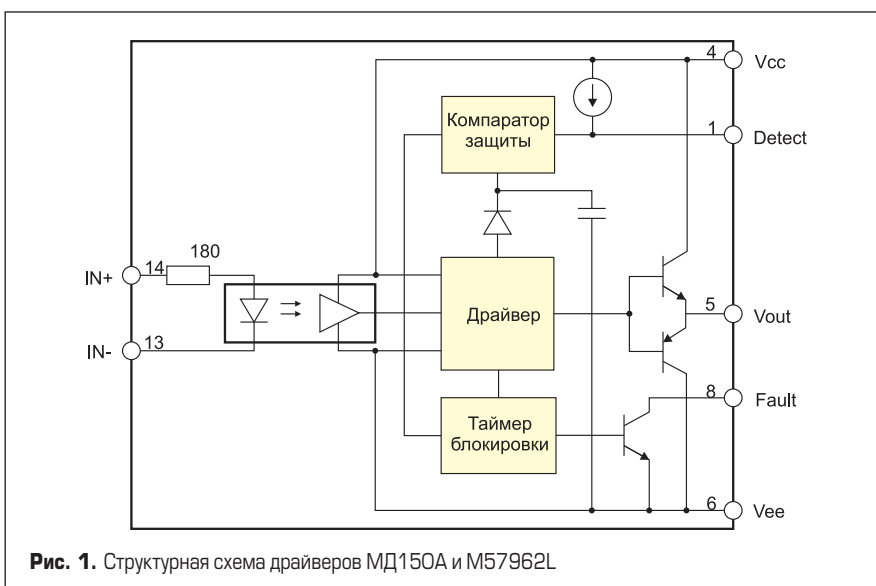 4
Vcc
Компаратор
защиты
1
Detect
180
IN+
14
Драйвер
5
Vout
IN-
13
8
Fault
Таймер
блокировки
6
Vee
Рис. 1. Структурная схема драйверов МД150А и M57962L